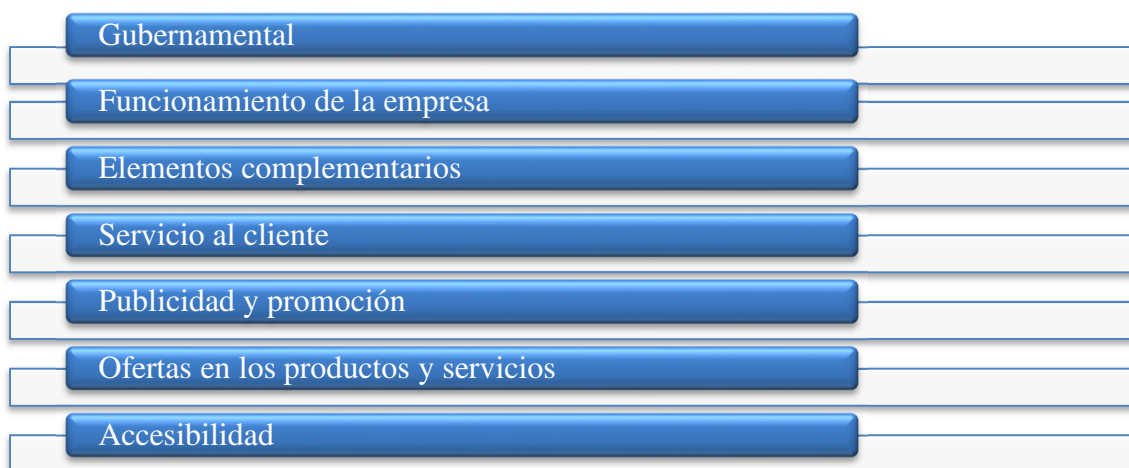 Gubernamental
Funcionamiento de la empresa
Elementos complementarios
Servicio al cliente
Publicidad y promoción
Ofertas en los productos y servicios
Accesibilidad